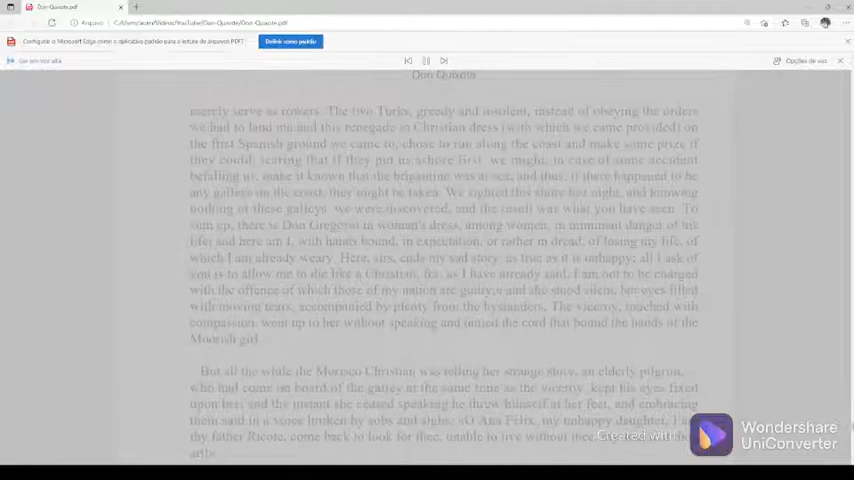 Don-Quixote.pdf
Arquivo C:/Users/acer/Videos/YouTube/Don-Quixote/Don-Quixote.pdf
Configurar o Microsoft Edge como o aplicativo padrão para a leitura de arquivos PDF? Definir como padrão
Ler em voz alta Opções de voz
Don Quixote
merely serve as rowers. The two Turks, greedy and insolent, instead of obeying the orders
we had to land me and this renegade in Christian dress (with which we came provided) on
the first Spanish ground we came to, chose to run along the coast and make some prize if
they could, fearing that if they put us ashore first, we might, in case of some accident
befalling us, make it known that the brigantine was at sea, and thus, if there happened to be
any galleys on the coast, they might be taken. We sighted this shore last night, and knowing
nothing of these galleys, we were discovered, and the result was what you have seen. To
sum up, there is Don Gregorio in woman's dress, among women, in imminent danger of his
life; and here am I, with hands bound, in expectation, or rather in dread, of losing my life, of
which I am already weary. Here, sirs, ends my sad story, as true as it is unhappy; all I ask of
you is to allow me to die like a Christian, for, as I have already said, I am not to be charged
with the offence of which those of my nation are guilty;» and she stood silent, her eyes filled
with moving tears, accompanied by plenty from the bystanders. The viceroy, touched with
compassion, went up to her without speaking and untied the cord that bound the hands of the
Moorish girl.
But all the while the Morisco Christian was telling her strange story, an elderly pilgrim,
who had come on board of the galley at the same time as the viceroy, kept his eyes fixed
upon her; and the instant she ceased speaking he threw himself at her feet, and embracing
them said in a voice broken by sobs and sighs, «O Ana Felix, my unhappy daughter, I am
thy father Ricote, come back to look for thee, unable to live without thee,
art!»
Created with
Wondershare
UniConverter